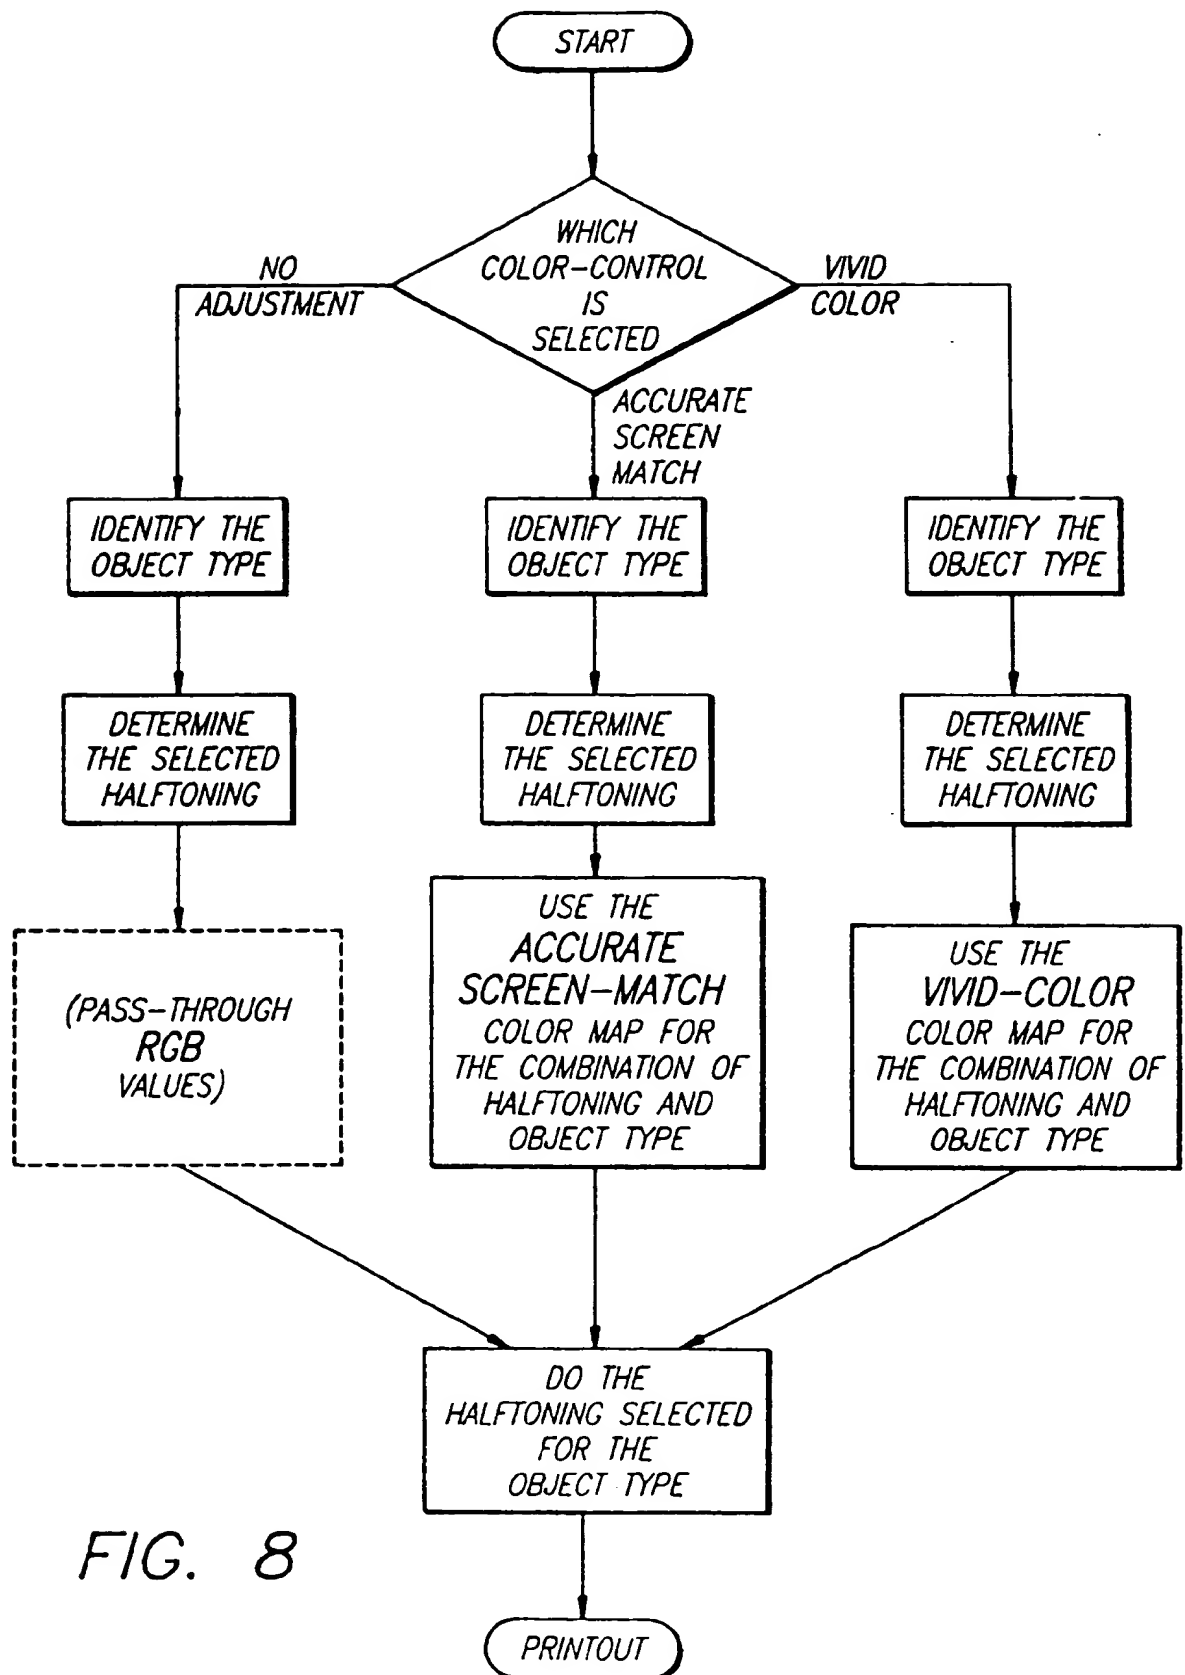 START
WHICH
COLOR-CONTROL
IS
SELECTED
NO
ADJUSTMENT
VIVID
COLOR
ACCURATE
SCREEN
MATCH
IDENTIFY THE
OBJECT TYPE
IDENTIFY THE
OBJECT TYPE
IDENTIFY THE
OBJECT TYPE
DETERMINE
THE SELECTED
HALFTONING
DETERMINE
THE SELECTED
HALFTONING
DETERMINE
THE SELECTED
HALFTONING
(PASS-THROUGH
RGB
VALUES)
USE THE
ACCURATE
SCREEN-MATCH
COLOR MAP FOR
THE COMBINATION OF
HALFTONING AND
OBJECT TYPE
USE THE
VIVID-COLOR
COLOR MAP FOR
THE COMBINATION OF
HALFTONING AND
OBJECT TYPE
DO THE
HALFTONING SELECTED
FOR THE
OBJECT TYPE
FIG. 8
PRINTOUT